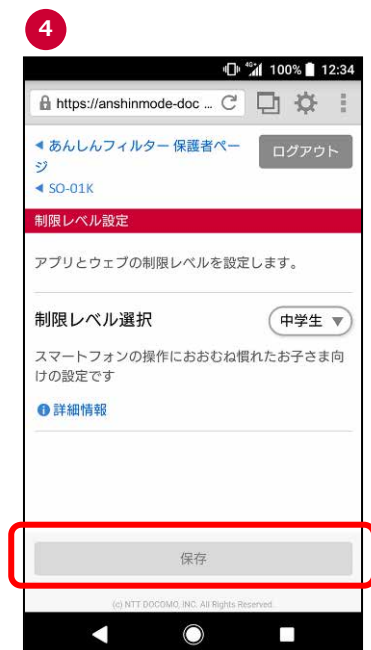 4
4G 100% 12:34
https://anshinmode-doc ...
◀ あんしんフィルター 保護者ペー
ジ
ログアウト
◀ SO-01K
制限レベル設定
アプリとウェブの制限レベルを設定します。
制限レベル選択
中学生 ▼
スマートフォンの操作におおむね慣れたお子さま向
けの設定です
詳細情報
保存
(c) NTT DOCOMO, INC. All Rights Reserved.